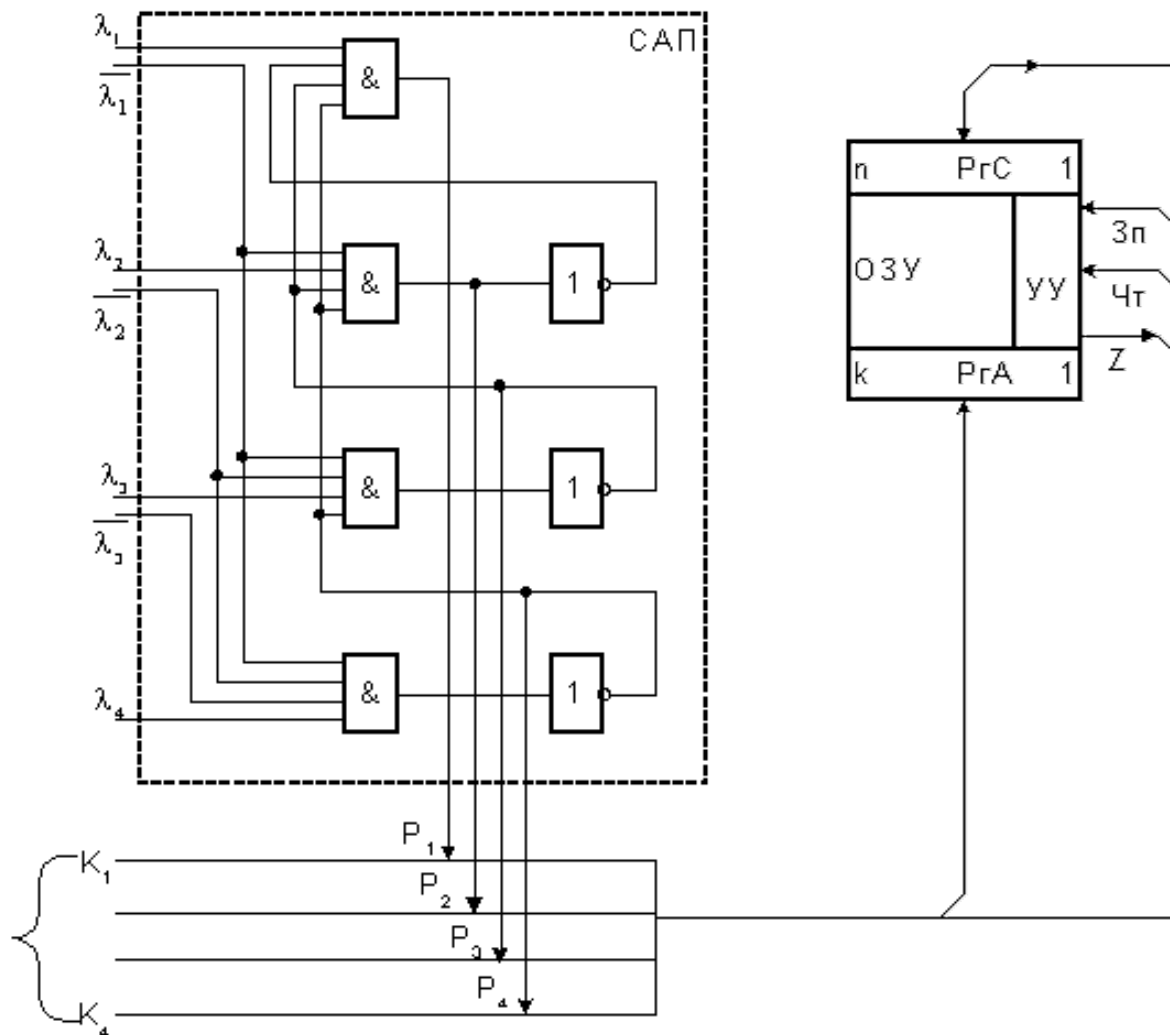 λ₁
САП
&
λ₁
n РгС 1
Зп
λ₂
&
1
ОЗУ
УУ
Чт
λ₂
Z
k РгА 1
λ₃
&
1
λ₃
λ₄
&
1
P₁
K₁
P₂
P₃
P₄
K₄